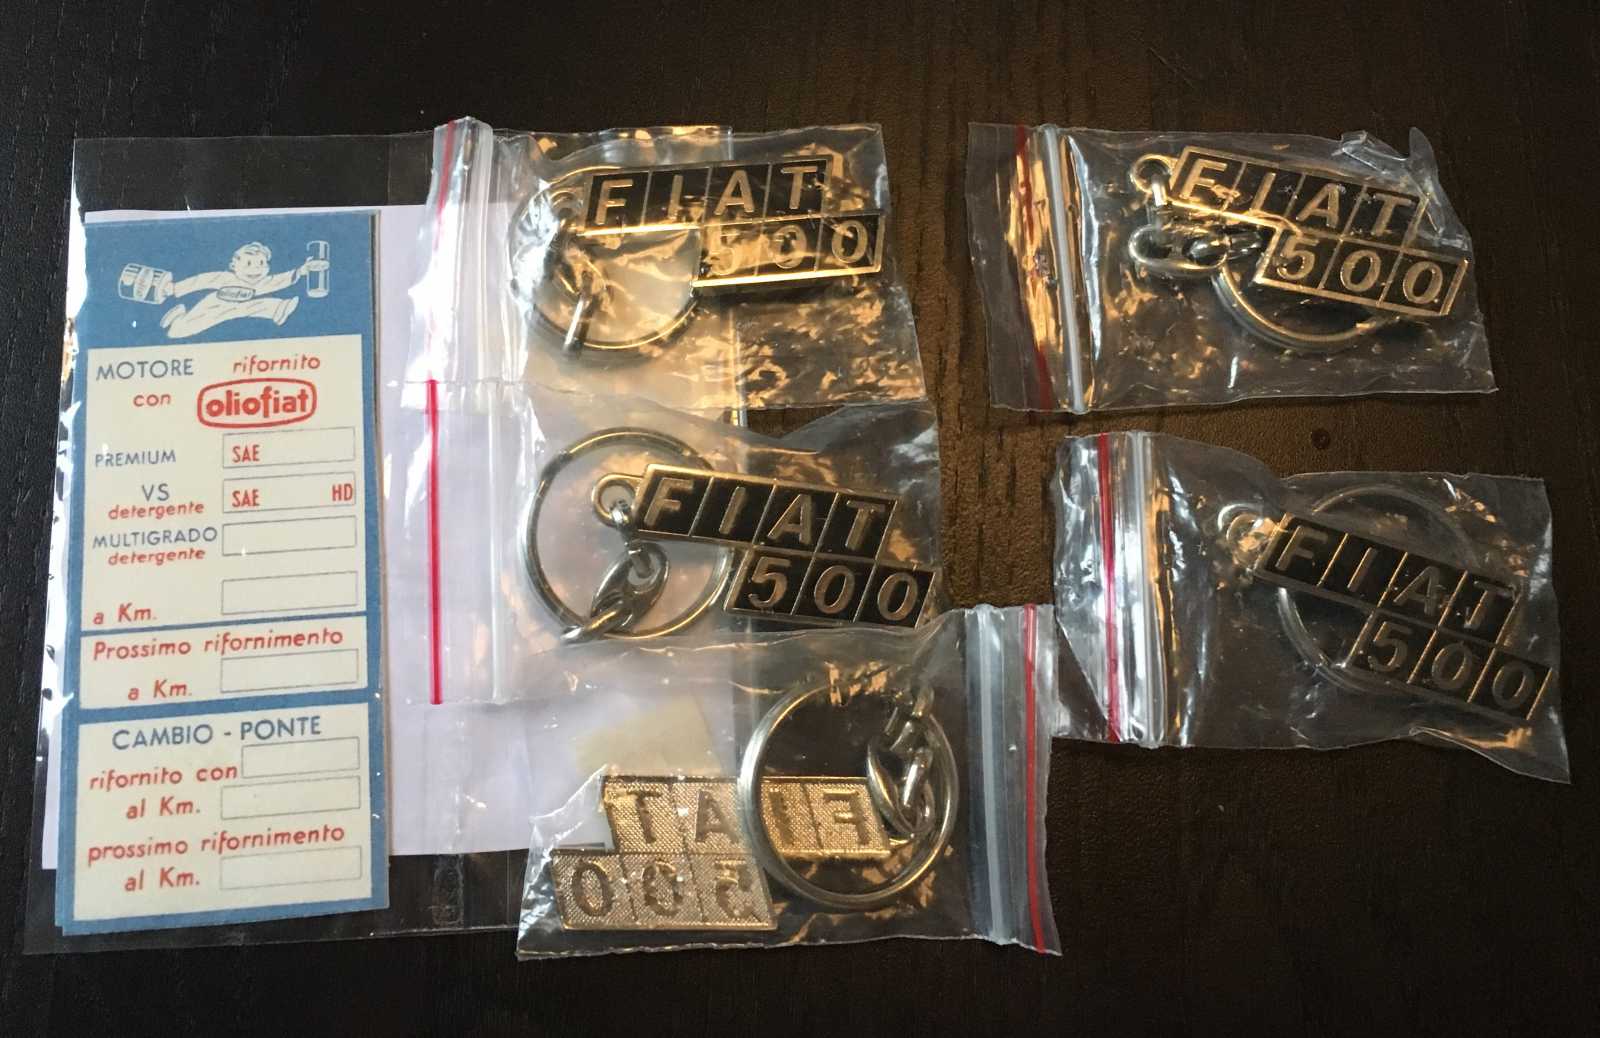 oliofiat
MOTORE rifornito
con oliofiat
PREMIUM SAE
VS SAE HD
detergente
MULTIGRADO
detergente
a Km.
Prossimo rifornimento
a Km.
CAMBIO - PONTE
rifornito con
al Km.
prossimo rifornimento
al Km.
FIAT
500
FIAT
500
FIAT
500
FIAT
500
FIAT
500